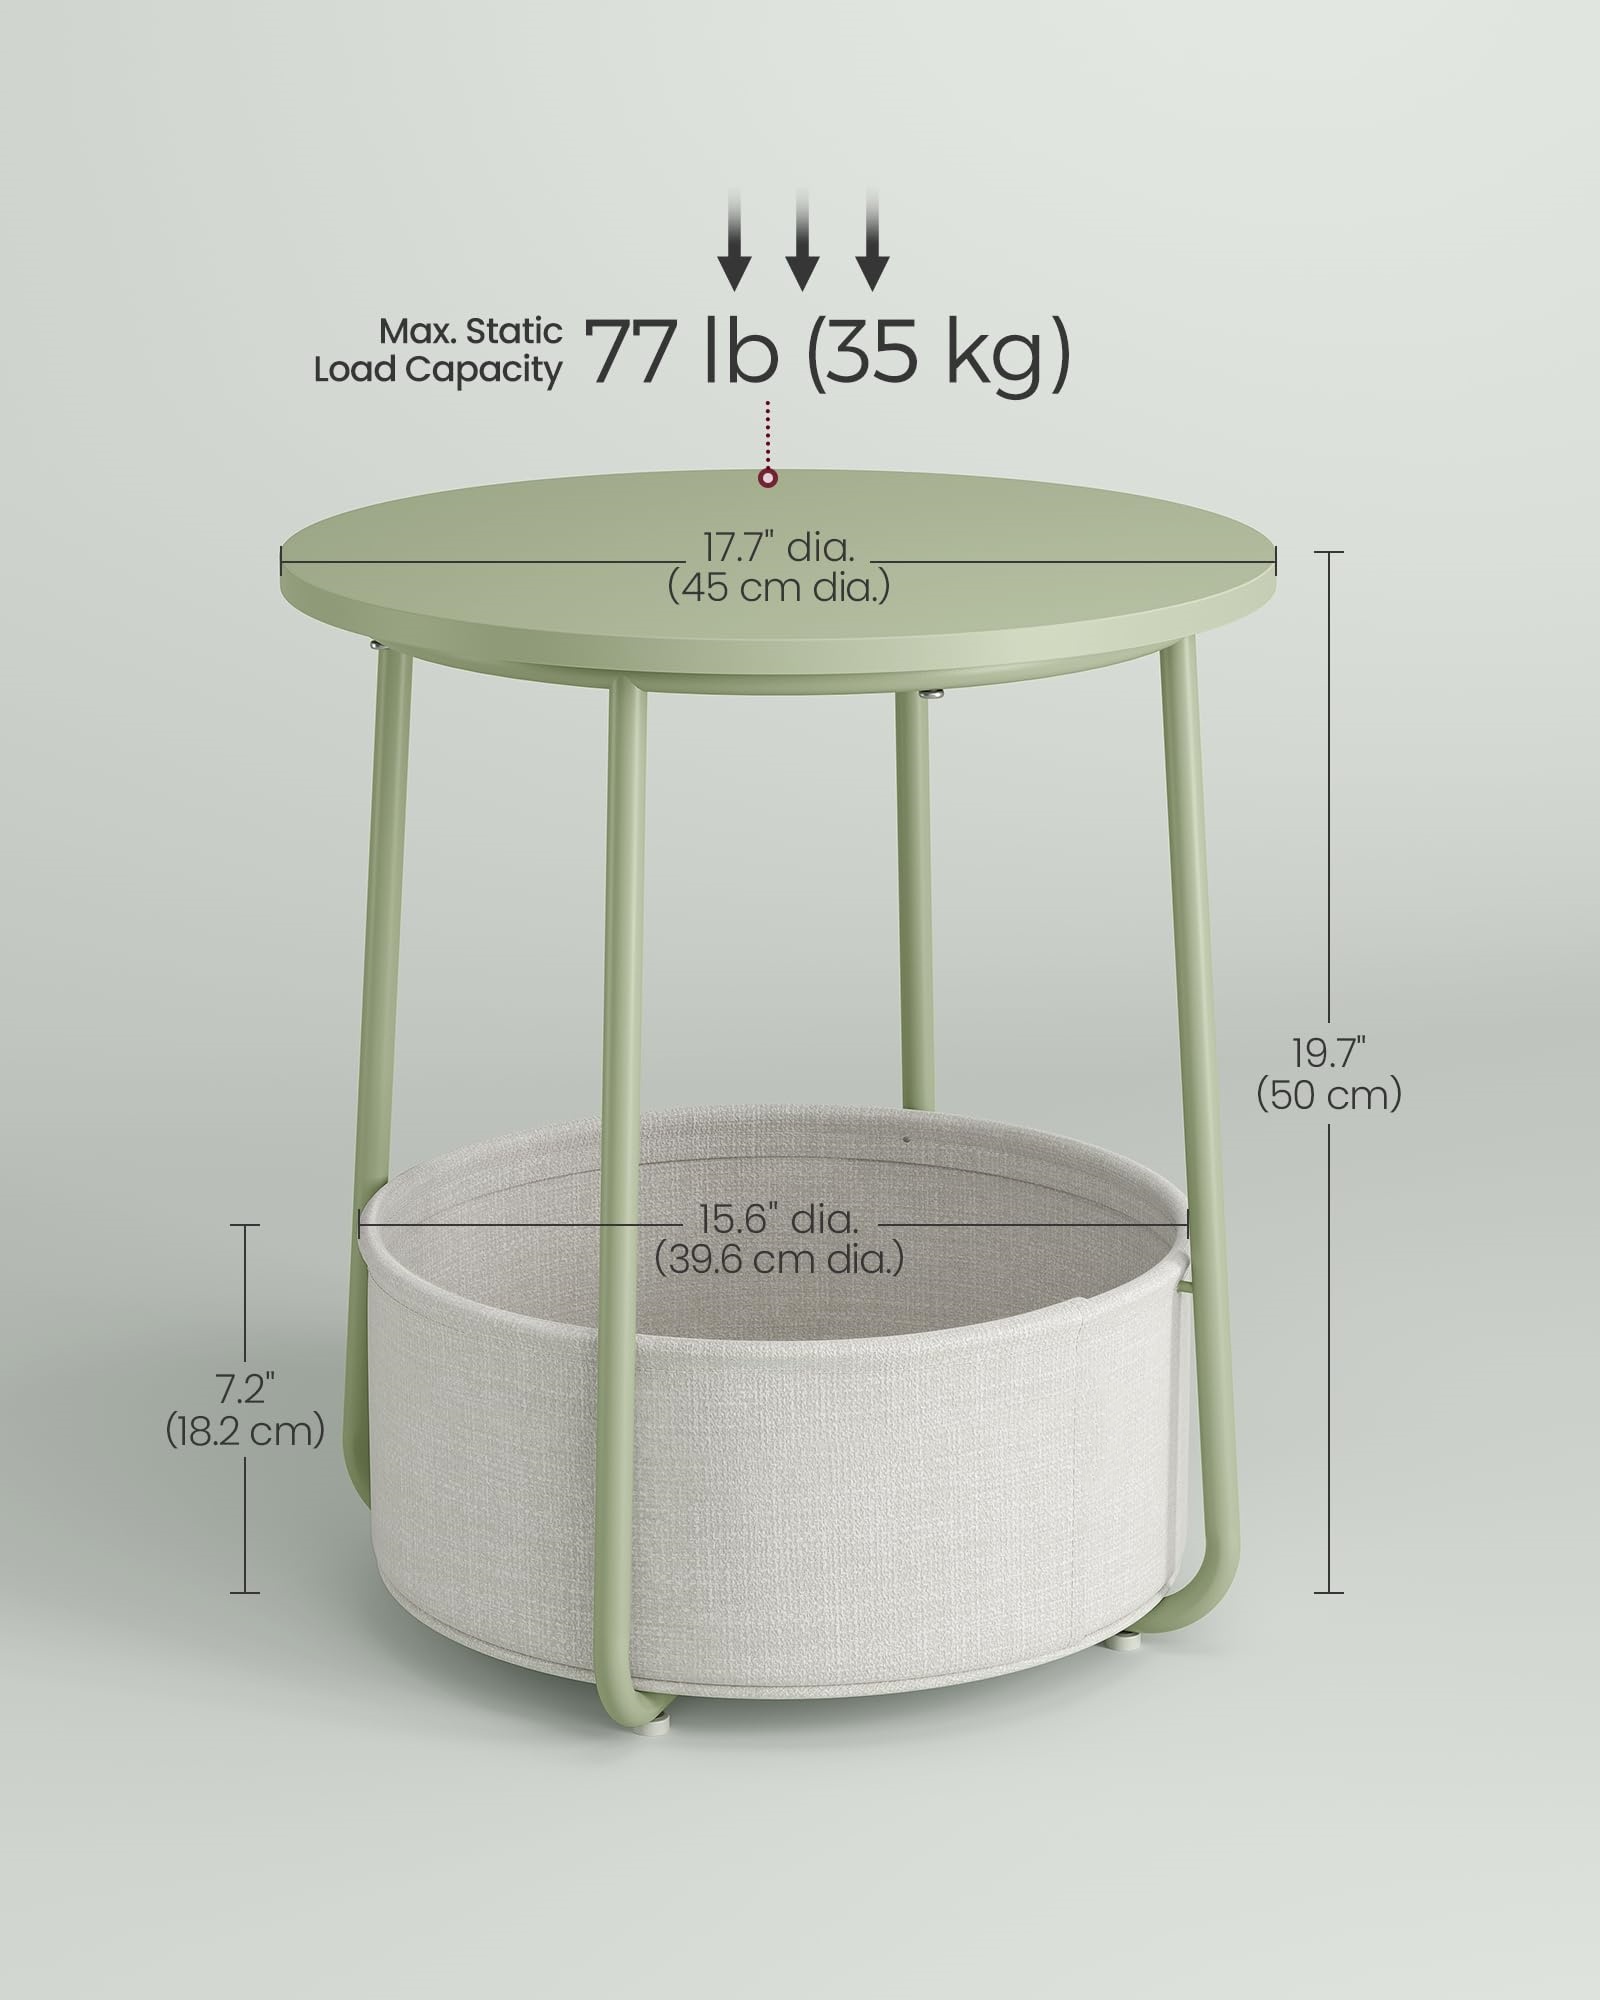 Max. Static
Load Capacity
77 lb (35 kg)
17.7" dia.
(45 cm dia.)
19.7"
(50 cm)
15.6" dia.
(39.6 cm dia.)
7.2"
(18.2 cm)